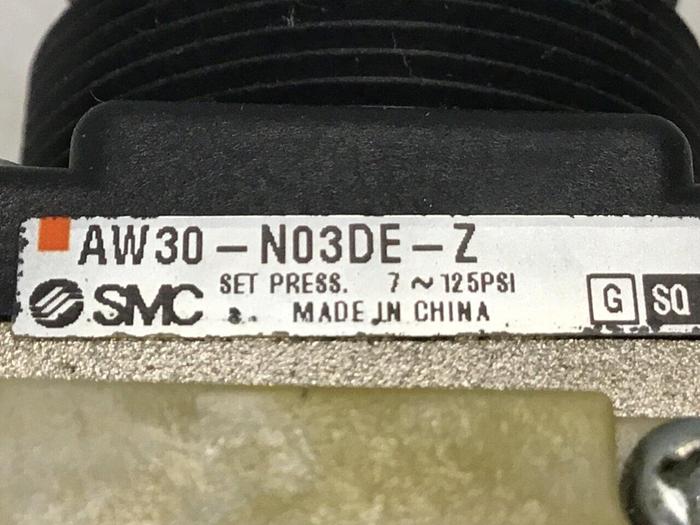 AW30-N03DE-Z
SMC SET PRESS. 7~125PSI
MADE IN CHINA
G SQ